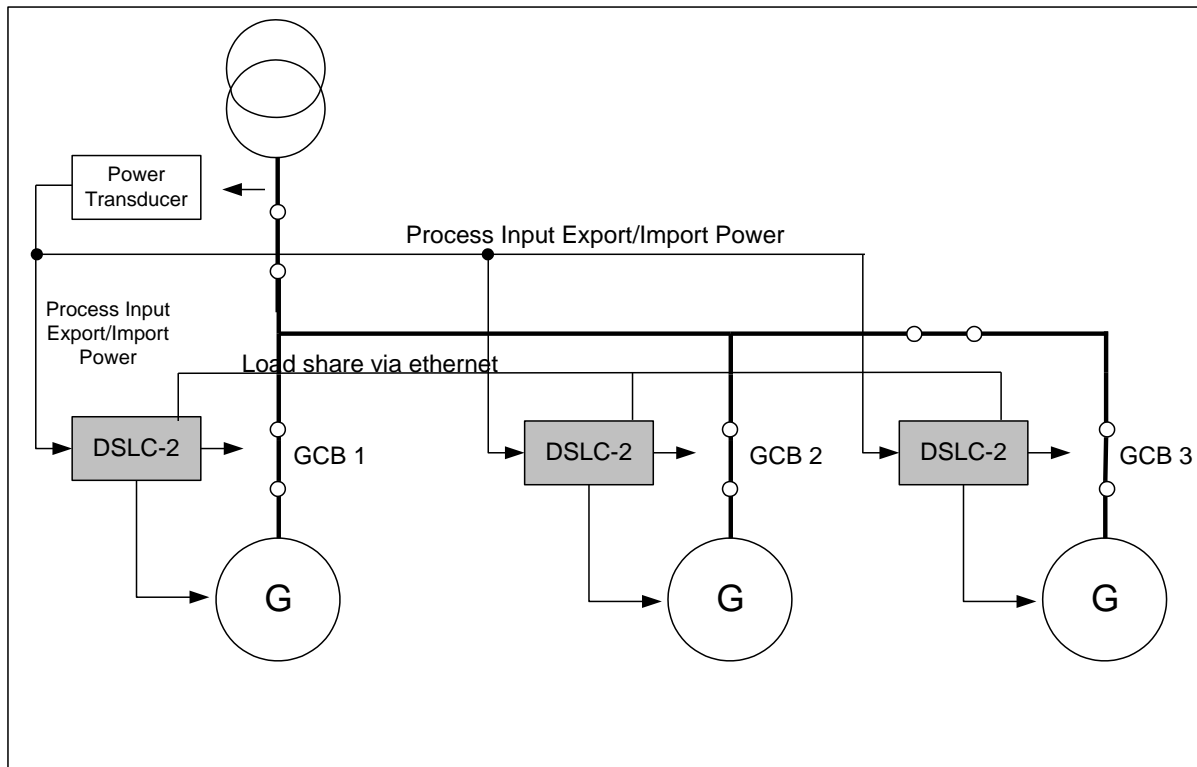 Power
Transducer
Process Input Export/Import Power
Process Input
Export/Import
Power
Load share via ethernet
DSLC-2
GCB 1
DSLC-2
GCB 2
DSLC-2
GCB 3
G
G
G